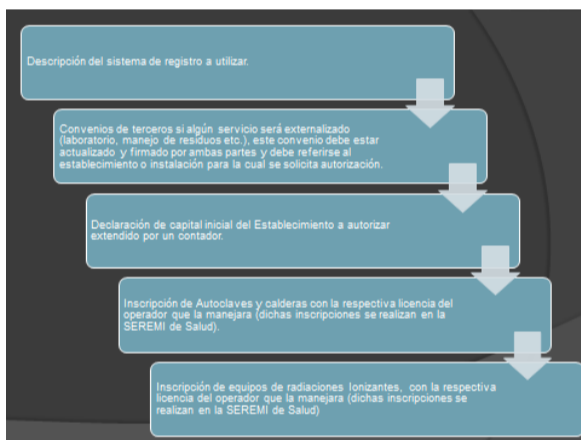 Descripción del sistema de registro a utilizar.
Convenios de terceros si algún servicio será externalizado
(laboratorio, manejo de residuos etc.), este convenio debe estar
actualizado y firmado por ambas partes y debe referirse al
establecimiento o instalación para la cual se solicita autorización.
Declaración de capital inicial del Establecimiento a autorizar
extendido por un contador.
Inscripción de Autoclaves y calderas con la respectiva licencia del
operador que la manejara (dichas inscripciones se realizan en la
SEREMI de Salud).
Inscripción de equipos de radiaciones Ionizantes, con la respectiva
licencia del operador que la manejara (dichas inscripciones se
realizan en la SEREMI de Salud)